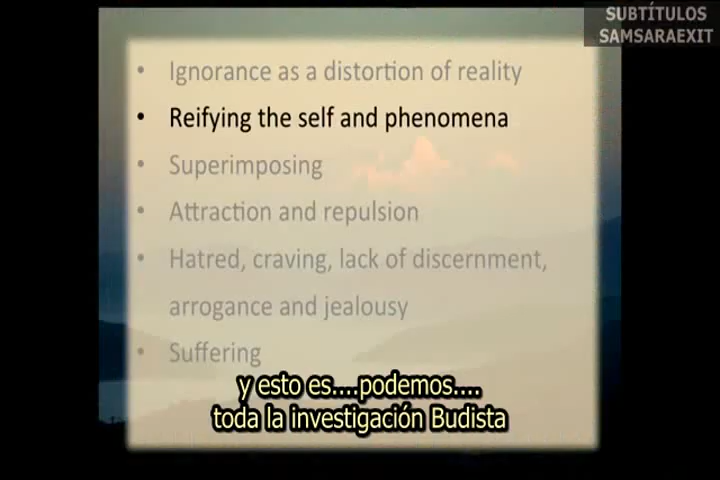 SUBTÍTULOS
SAMSARAEXIT
• Ignorance as a distortion of reality
• Reifying the self and phenomena
• Superimposing
• Attraction and repulsion
• Hatred, craving, lack of discernment,
arrogance and jealousy
• Suffering
y esto es....podemos....
toda la investigación Budista